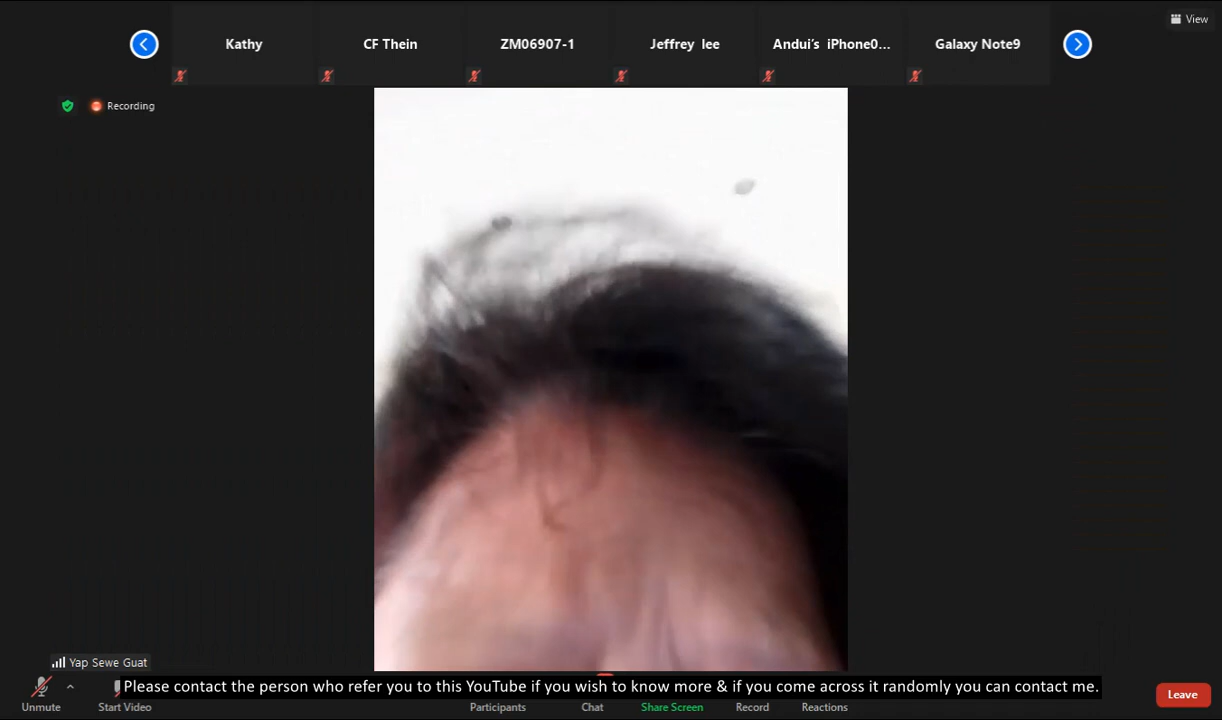 View
Kathy
CF Thein
ZM06907-1
Jeffrey lee
Andui's iPhone0...
Galaxy Note9
Recording
Yap Sewe Guat
Please contact the person who refer you to this YouTube if you wish to know more & if you come across it randomly you can contact me.
Unmute
Start Video
Participants
Chat
Share Screen
Record
Reactions
Leave